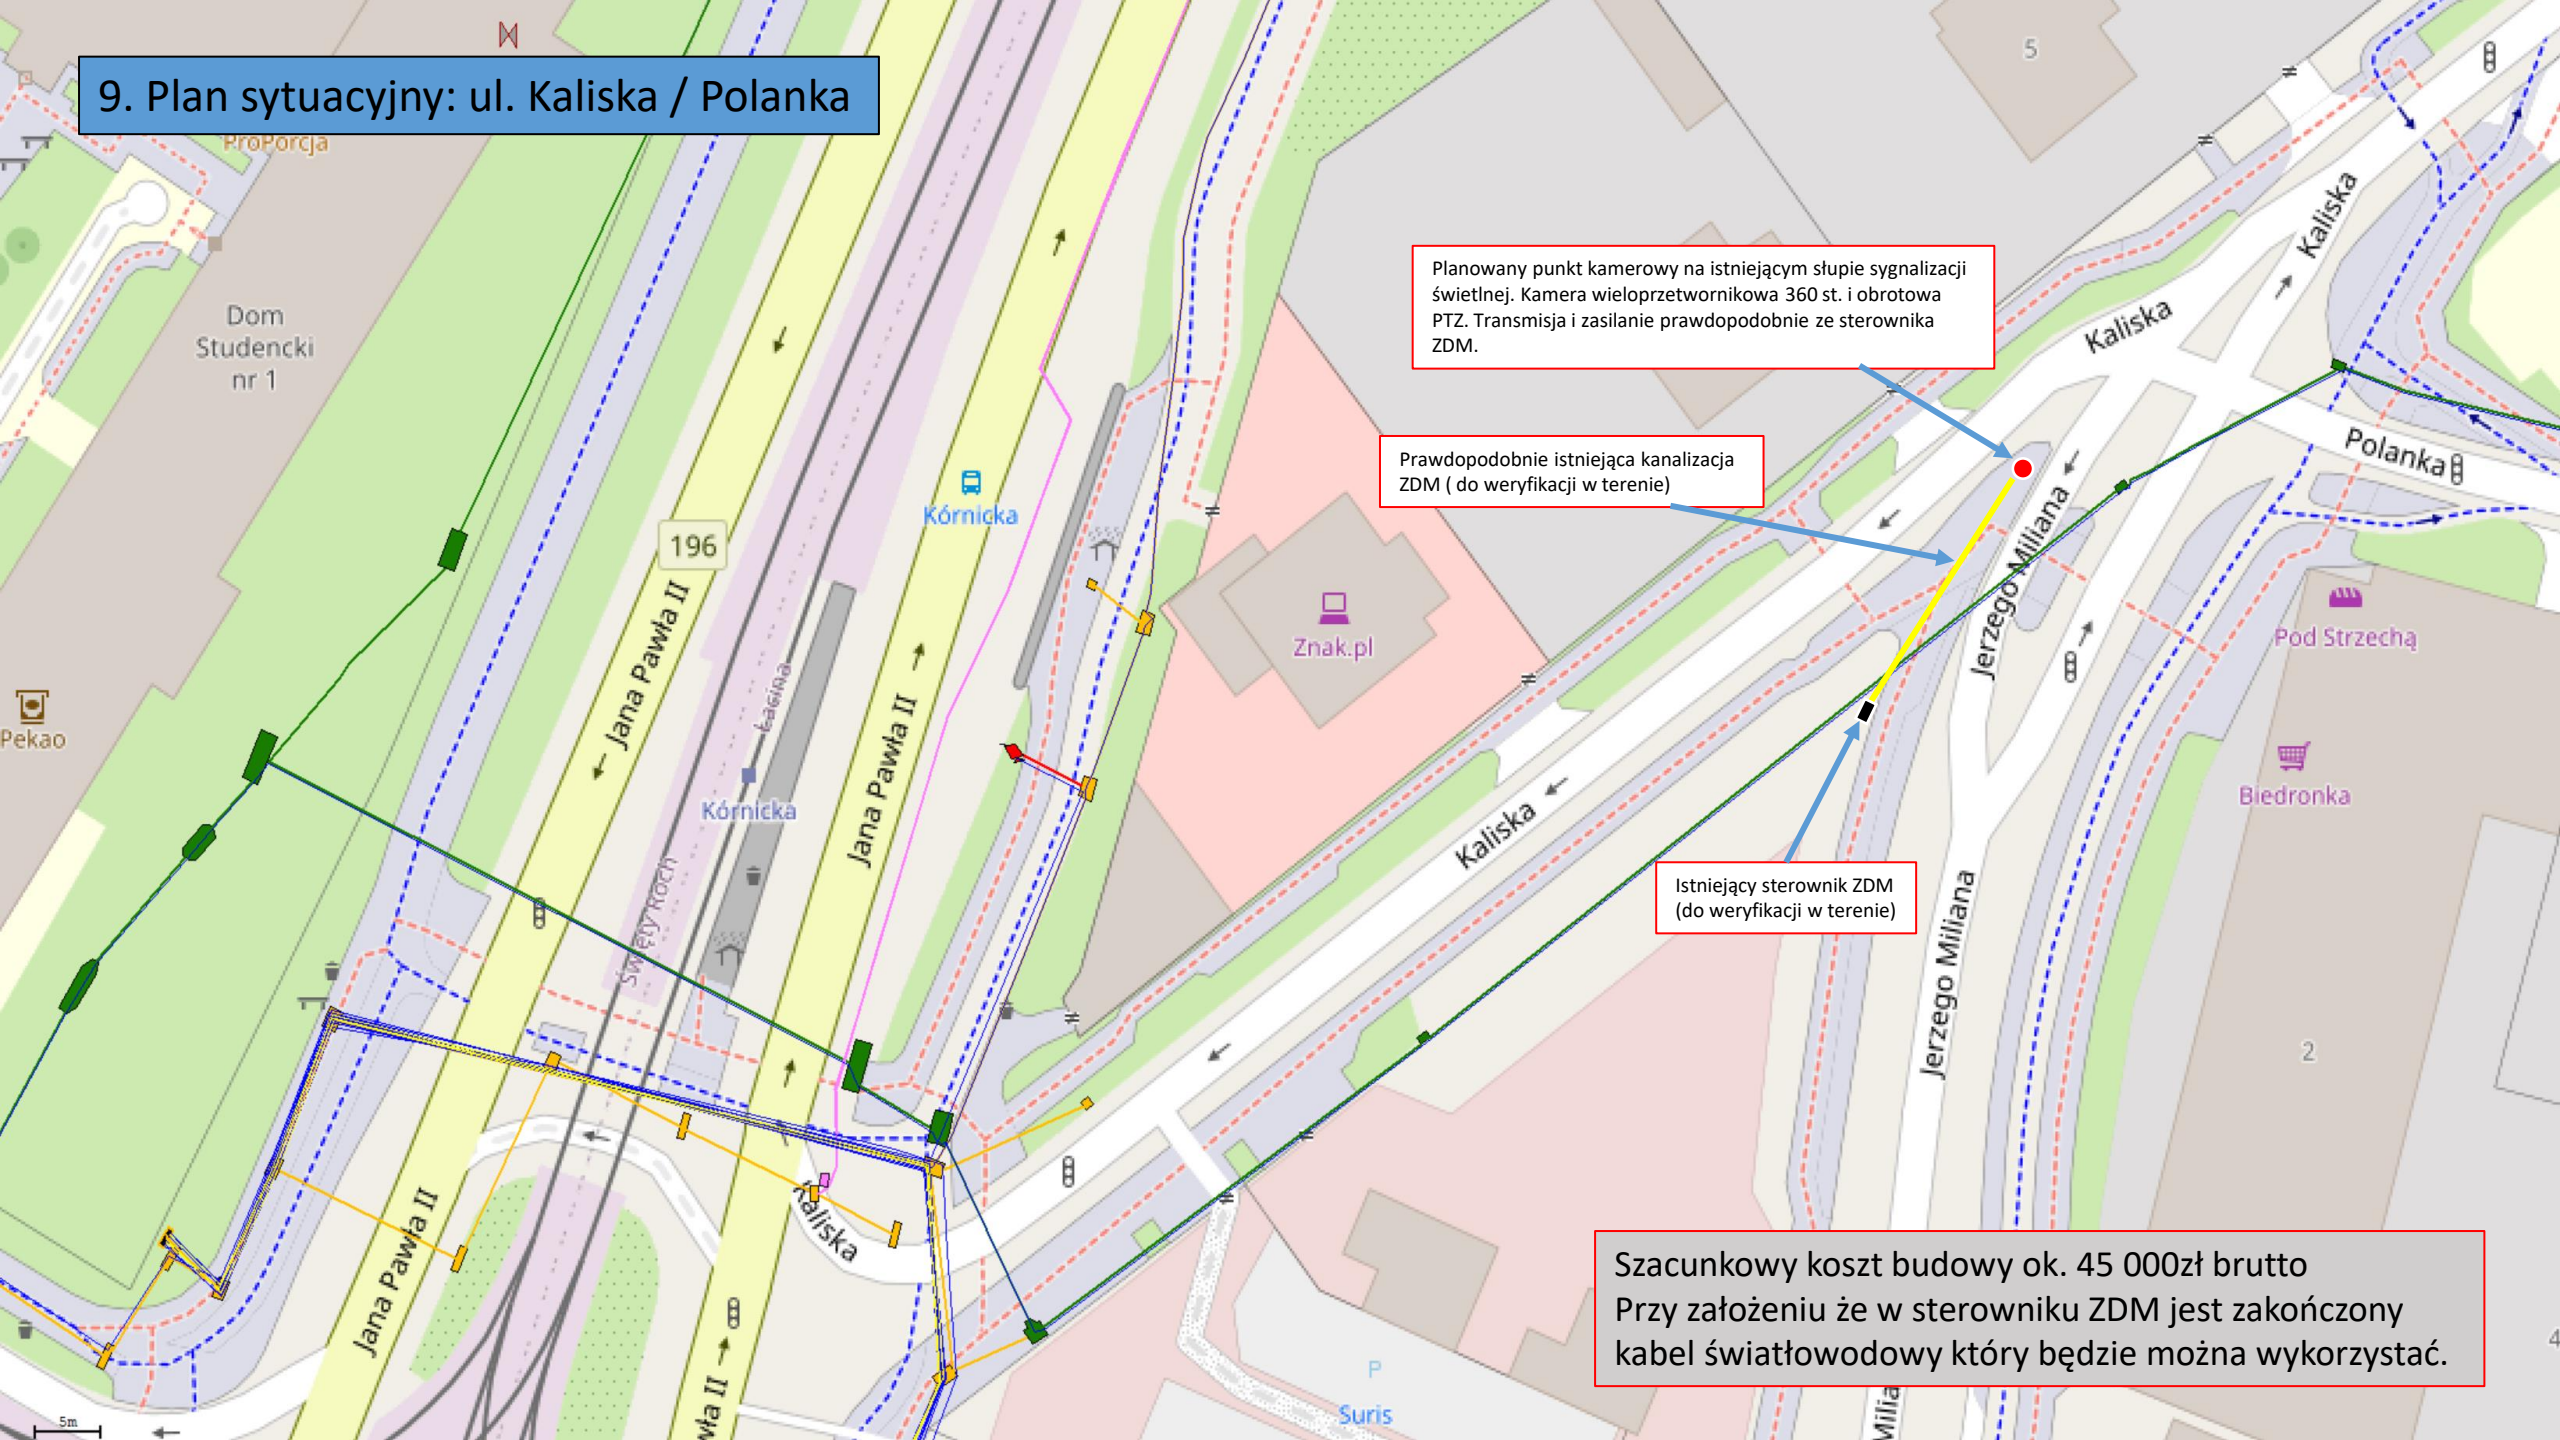 9. Plan sytuacyjny: ul. Kaliska / Polanka
ProPorcja
5
Dom
Studencki
nr 1
Kaliska
Planowany punkt kamerowy na istniejącym słupie sygnalizacji
świetlnej. Kamera wieloprzetwornikowa 360 st. i obrotowa
PTZ. Transmisja i zasilanie prawdopodobnie ze sterownika
ZDM.
Kaliska
Prawdopodobnie istniejąca kanalizacja
ZDM ( do weryfikacji w terenie)
Polanka
Kórnicka
196
Jerzego Miliana
Jana Pawła II
Łacina
Znak.pl
Pod Strzechą
Pekao
Jana Pawła II
Kórnicka
Biedronka
Kaliska
Istniejący sterownik ZDM
(do weryfikacji w terenie)
Święty Roch
Jerzego Miliana
2
Kaliska
Jana Pawła II
Szacunkowy koszt budowy ok. 45 000zł brutto
Przy założeniu że w sterowniku ZDM jest zakończony
kabel światłowodowy który będzie można wykorzystać.
4
P
Suris
wła II
Milia
5m